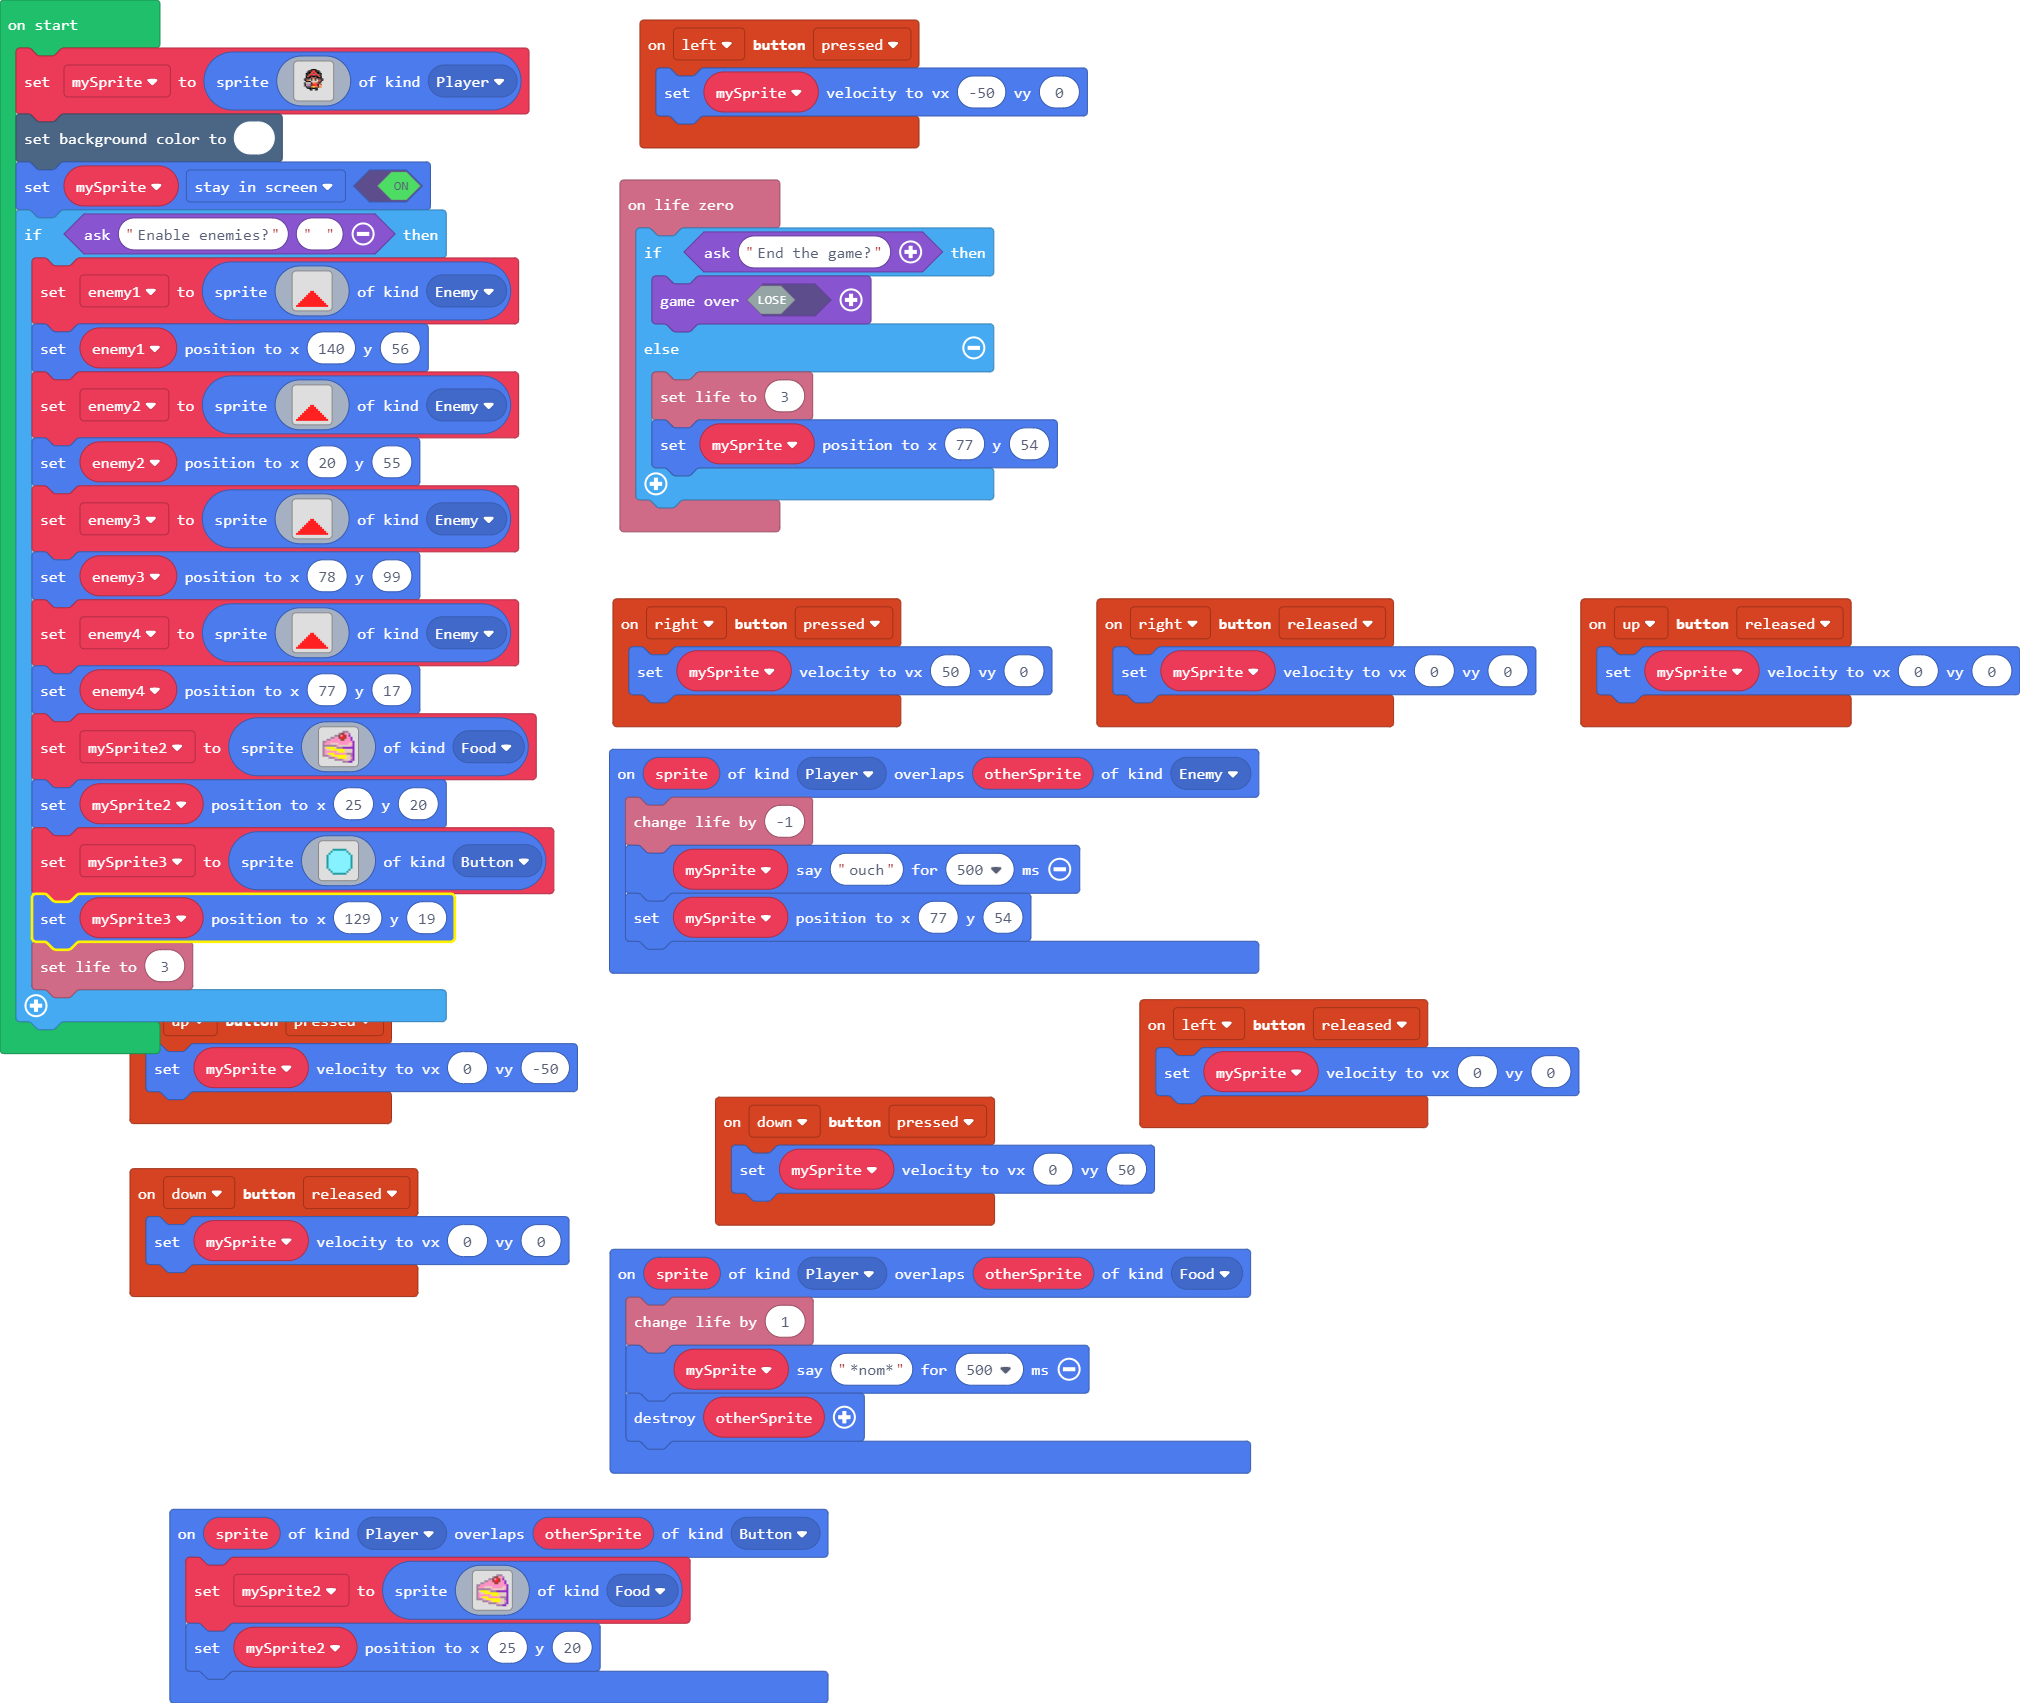 on start
set mySprite to sprite of kind Player
set background color to
set mySprite stay in screen ON
if ask "Enable enemies?" " " then
set enemy1 to sprite of kind Enemy
set enemy1 position to x 140 y 56
set enemy2 to sprite of kind Enemy
set enemy2 position to x 20 y 55
set enemy3 to sprite of kind Enemy
set enemy3 position to x 78 y 99
set enemy4 to sprite of kind Enemy
set enemy4 position to x 77 y 17
set mySprite2 to sprite of kind Food
set mySprite2 position to x 25 y 20
set mySprite3 to sprite of kind Button
set mySprite3 position to x 129 y 19
set life to 3
up button pressed
set mySprite velocity to vx 0 vy -50
on down button released
set mySprite velocity to vx 0 vy 0
on left button pressed
set mySprite velocity to vx -50 vy 0
on life zero
if ask "End the game?" then
game over LOSE
else
set life to 3
set mySprite position to x 77 y 54
on right button pressed
set mySprite velocity to vx 50 vy 0
on right button released
set mySprite velocity to vx 0 vy 0
on up button released
set mySprite velocity to vx 0 vy 0
on sprite of kind Player overlaps otherSprite of kind Enemy
change life by -1
mySprite say "ouch" for 500 ms
set mySprite position to x 77 y 54
on left button released
set mySprite velocity to vx 0 vy 0
on down button pressed
set mySprite velocity to vx 0 vy 50
on sprite of kind Player overlaps otherSprite of kind Food
change life by 1
mySprite say "*nom*" for 500 ms
destroy otherSprite
on sprite of kind Player overlaps otherSprite of kind Button
set mySprite2 to sprite of kind Food
set mySprite2 position to x 25 y 20